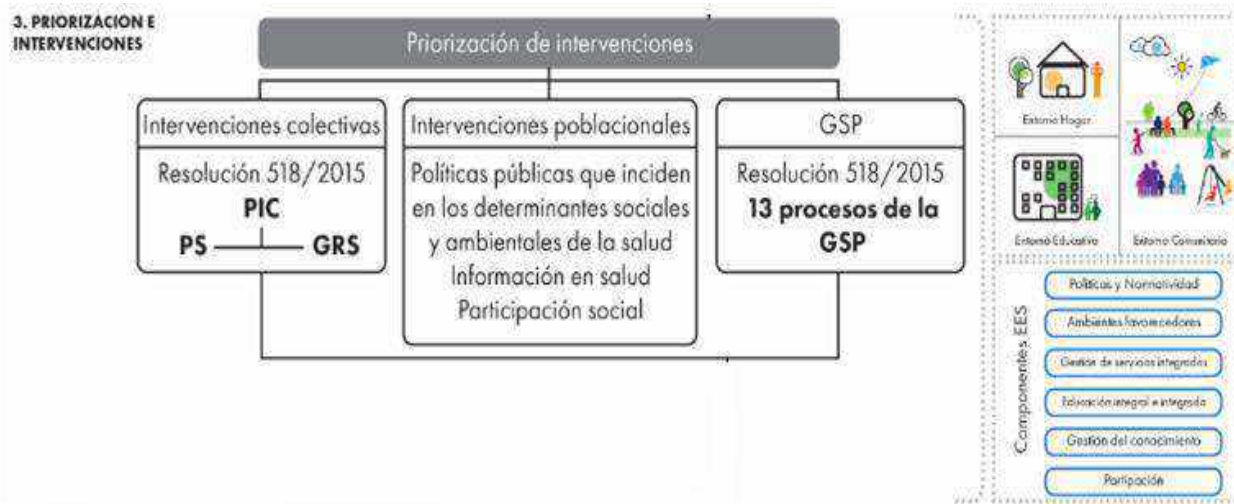 3. PRIORIZACION E
INTERVENCIONES
Priorización de intervenciones
Intervenciones colectivas
Resolución 518/2015
PIC
PS GRS
Intervenciones poblacionales
Políticas públicas que inciden
en los determinantes sociales
y ambientales de la salud
Información en salud
Participación social
GSP
Resolución 518/2015
13 procesos de la
GSP
Entorno Hogar
Entorno Educativo
Entorno Comunitario
Componentes EES
Políticas y Normatividad
Ambientes favorecedores
Gestión de servicios integrados
Educación integral e integrada
Gestión del conocimiento
Partipación